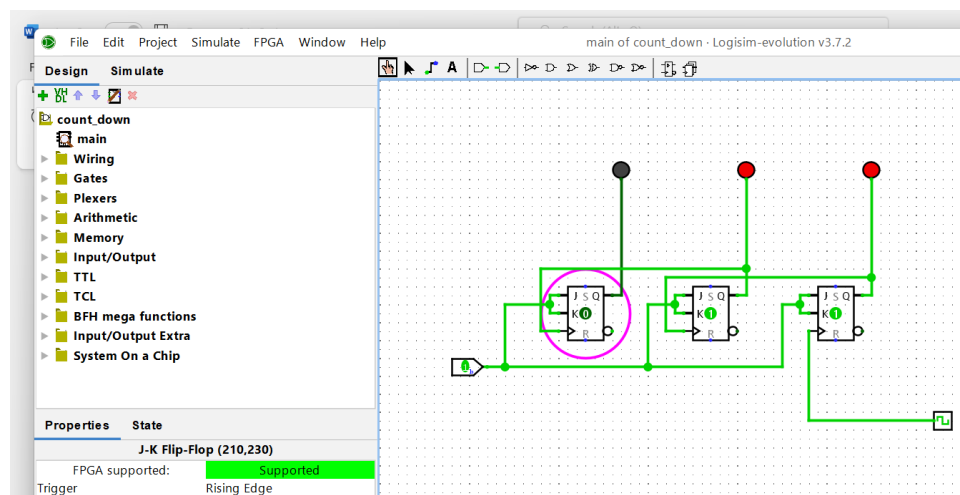 File Edit Project Simulate FPGA Window Help
main of count_down · Logisim-evolution v3.7.2
Design Simulate
A
VH
DL
count_down
main
Wiring
Gates
Plexers
Arithmetic
Memory
Input/Output
TTL
TCL
BFH mega functions
Input/Output Extra
System On a Chip
J S Q
K 0
R
J S Q
K 1
R
J S Q
K 1
R
Properties State
J-K Flip-Flop (210,230)
FPGA supported: Supported
Trigger Rising Edge